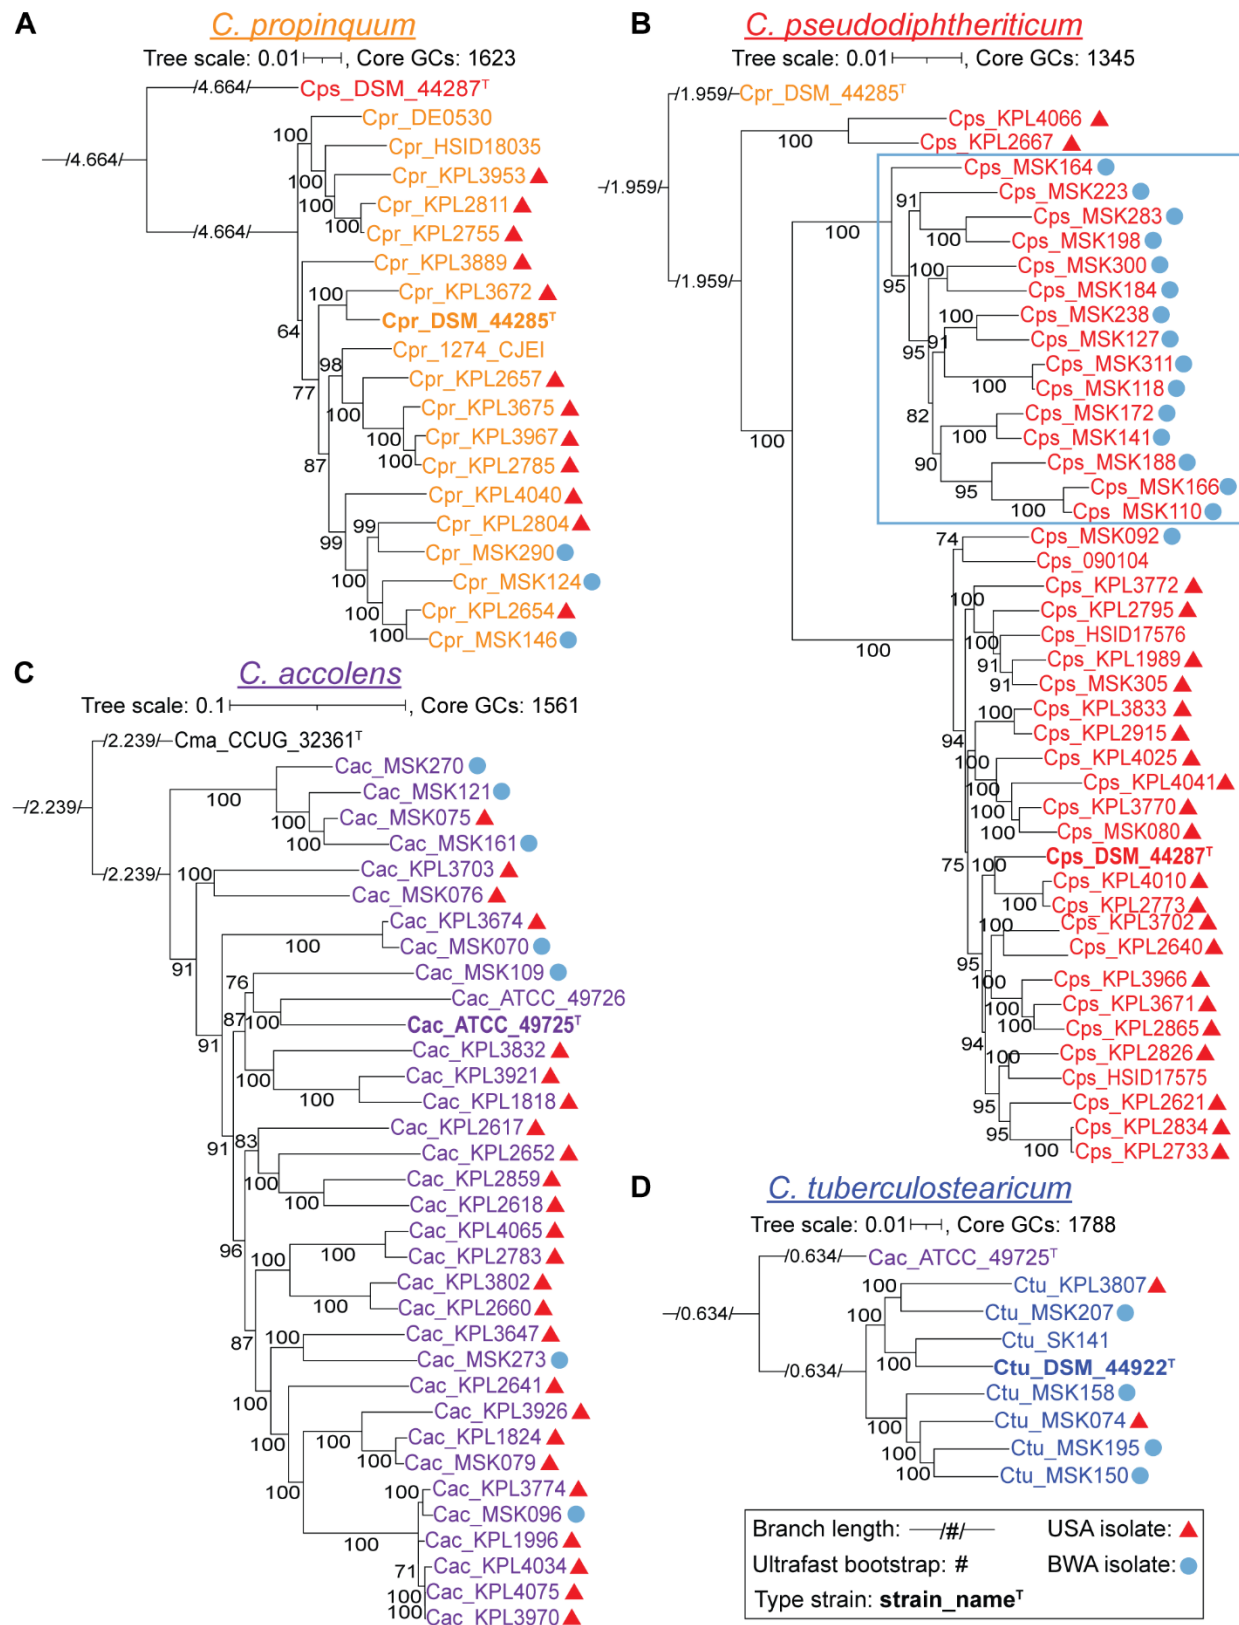 A
C. propinquum
Tree scale: 0.01 , Core GCs: 1623
/4.664/
/4.664/
/4.664/
Cps_DSM_44287ᵀ
Cpr_DE0530
100
Cpr_HSID18035
100
Cpr_KPL3953
100
Cpr_KPL2811
100
Cpr_KPL2755
Cpr_KPL3889
64
100
Cpr_KPL3672
Cpr_DSM_44285ᵀ
77
98
Cpr_1274_CJEI
Cpr_KPL2657
100
Cpr_KPL3675
100
Cpr_KPL3967
100
Cpr_KPL2785
87
Cpr_KPL4040
99
99
Cpr_KPL2804
Cpr_MSK290
100
Cpr_MSK124
100
Cpr_KPL2654
100
Cpr_MSK146
B
C. pseudodiphtheriticum
Tree scale: 0.01 , Core GCs: 1345
/1.959/
/1.959/
/1.959/
Cpr_DSM_44285ᵀ
Cps_KPL4066
100
Cps_KPL2667
Cps_MSK164
91
Cps_MSK223
100
Cps_MSK283
100
Cps_MSK198
95
100
Cps_MSK300
Cps_MSK184
100
Cps_MSK238
95
91
Cps_MSK127
Cps_MSK311
100
Cps_MSK118
82
Cps_MSK172
100
Cps_MSK141
90
Cps_MSK188
95
Cps_MSK166
100
Cps_MSK110
100
74
Cps_MSK092
Cps_090104
100
Cps_KPL3772
Cps_KPL2795
100
Cps_HSID17576
100
91
Cps_KPL1989
91
Cps_MSK305
100
Cps_KPL3833
94
Cps_KPL2915
100
Cps_KPL4025
100
Cps_KPL4041
Cps_KPL3770
100
Cps_MSK080
75
100
Cps_DSM_44287ᵀ
Cps_KPL4010
100
Cps_KPL2773
100
Cps_KPL3702
95
Cps_KPL2640
100
Cps_KPL3966
Cps_KPL3671
100
Cps_KPL2865
94
100
Cps_KPL2826
Cps_HSID17575
95
Cps_KPL2621
95
Cps_KPL2834
100
Cps_KPL2733
C
C. accolens
Tree scale: 0.1 , Core GCs: 1561
/2.239/
/2.239/
/2.239/
Cma_CCUG_32361ᵀ
Cac_MSK270
100
Cac_MSK121
100
Cac_MSK075
Cac_MSK161
100
Cac_KPL3703
Cac_MSK076
91
Cac_KPL3674
100
Cac_MSK070
76
Cac_MSK109
Cac_ATCC_49726
87
100
Cac_ATCC_49725ᵀ
91
Cac_KPL3832
100
Cac_KPL3921
100
Cac_KPL1818
91
83
Cac_KPL2617
Cac_KPL2652
100
Cac_KPL2859
100
Cac_KPL2618
96
100
Cac_KPL4065
100
Cac_KPL2783
Cac_KPL3802
100
Cac_KPL2660
87
100
Cac_KPL3647
Cac_MSK273
Cac_KPL2641
100
Cac_KPL3926
100
Cac_KPL1824
100
Cac_MSK079
100
100
Cac_KPL3774
Cac_MSK096
100
Cac_KPL1996
71
Cac_KPL4034
100
Cac_KPL4075
100
Cac_KPL3970
D
C. tuberculostearicum
Tree scale: 0.01 , Core GCs: 1788
/0.634/
/0.634/
/0.634/
Cac_ATCC_49725ᵀ
100
Ctu_KPL3807
Ctu_MSK207
100
Ctu_SK141
100
Ctu_DSM_44922ᵀ
Ctu_MSK158
100
Ctu_MSK074
100
Ctu_MSK195
100
Ctu_MSK150
Branch length: /#/ USA isolate:
Ultrafast bootstrap: # BWA isolate:
Type strain: strain_nameᵀ